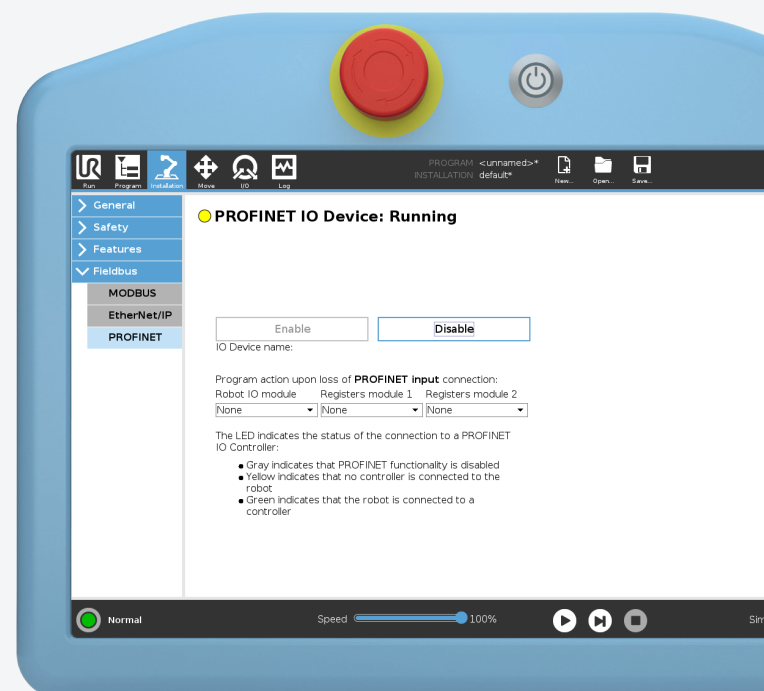 UR
PROGRAM <unnamed>*
INSTALLATION default*
Run Program Installation Move I/O Log New... Open... Save...
General
Safety
Features
Fieldbus
MODBUS
EtherNet/IP
PROFINET
PROFINET IO Device: Running
Enable Disable
IO Device name:
Program action upon loss of PROFINET input connection:
Robot IO module Registers module 1 Registers module 2
None None None
The LED indicates the status of the connection to a PROFINET
IO Controller:
Gray indicates that PROFINET functionality is disabled
Yellow indicates that no controller is connected to the
robot
Green indicates that the robot is connected to a
controller
Normal Speed 100% Sim